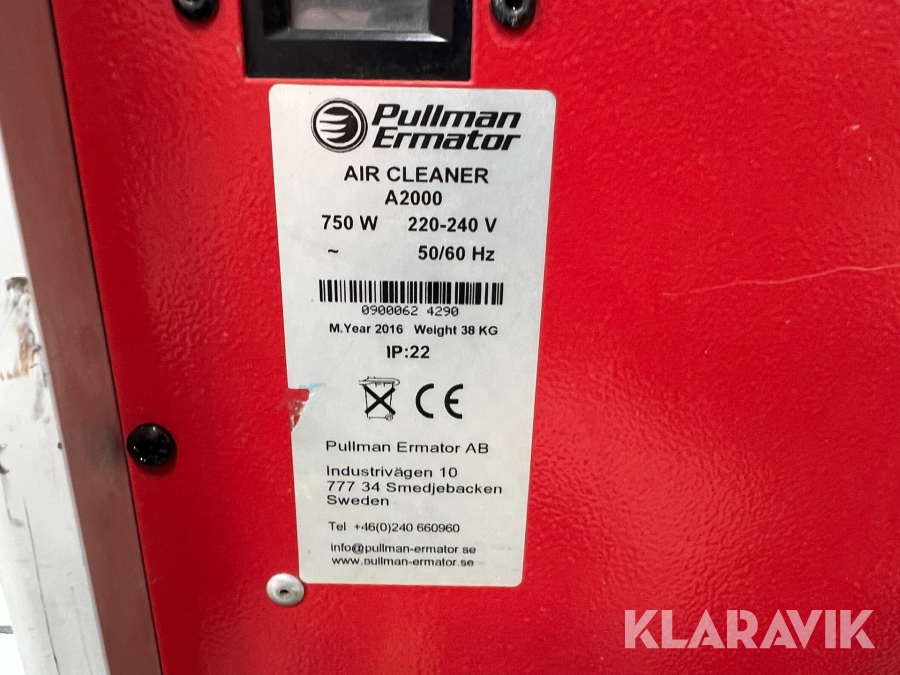 Pullman
Ermator
AIR CLEANER
A2000
750 W 220-240 V
~ 50/60 Hz
0900062 4290
M.Year 2016 Weight 38 KG
IP:22
CE
Pullman Ermator AB
Industrivägen 10
777 34 Smedjebacken
Sweden
Tel +46(0)240 660960
info@pullman-ermator.se
www.pullman-ermator.se
KLARAVIK